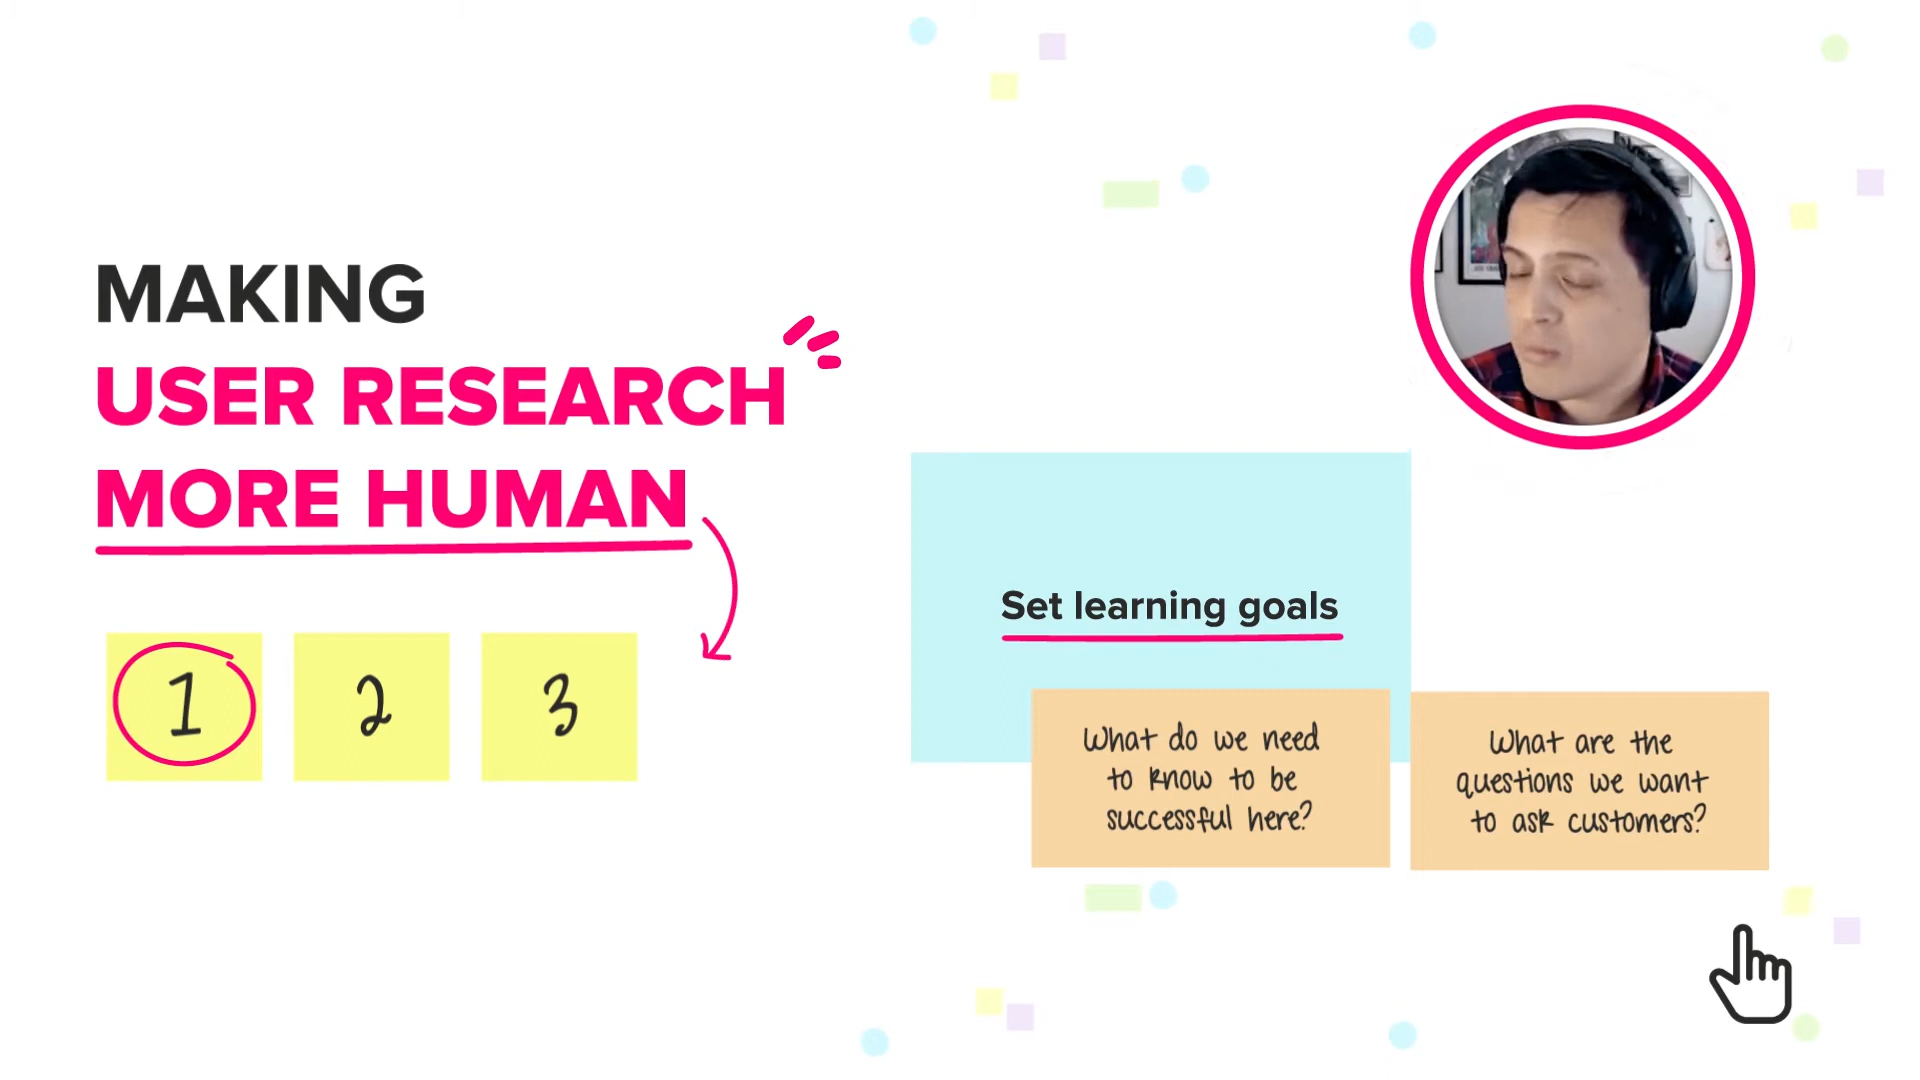 MAKING
USER RESEARCH
MORE HUMAN
1
2
3
Set learning goals
What do we need
to know to be
successful here?
What are the
questions we want
to ask customers?